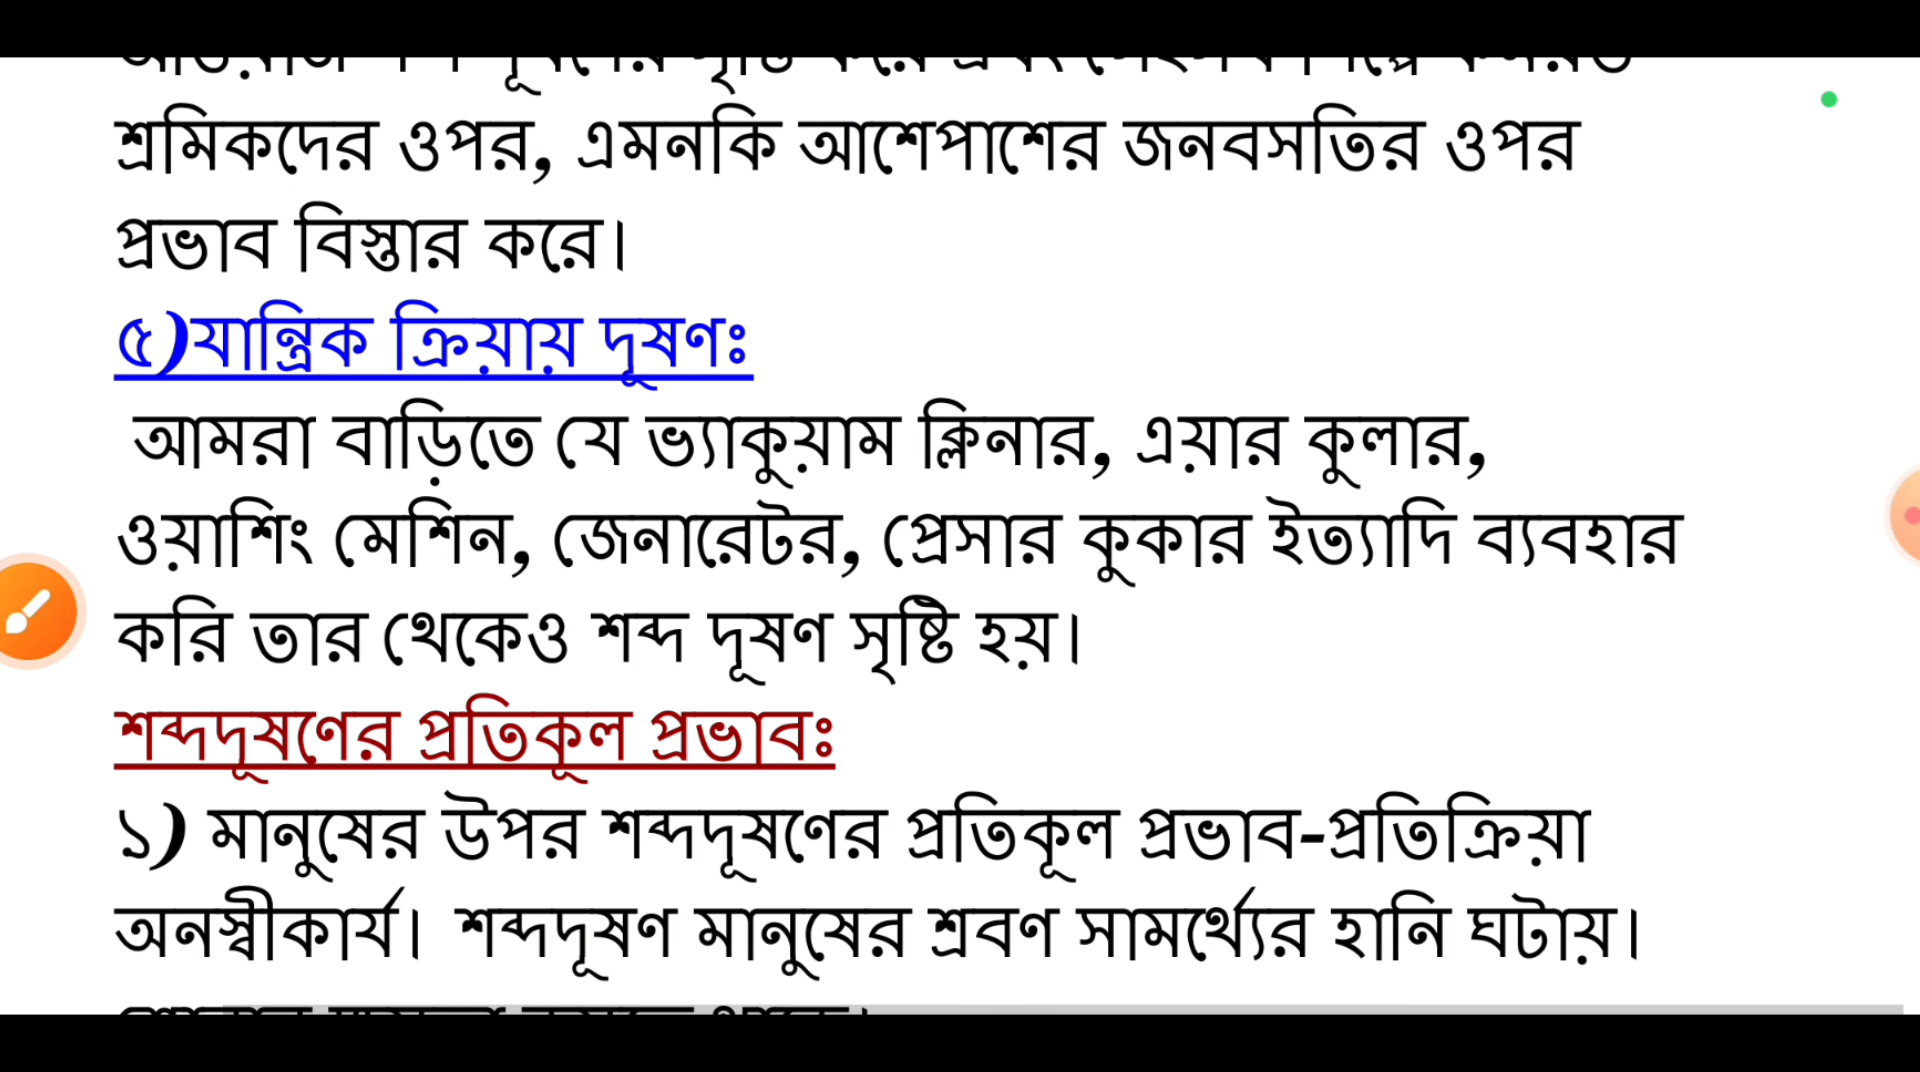 শ্রমিকদের ওপর, এমনকি আশেপাশের জনবসতির ওপর
প্রভাব বিস্তার করে।
৫)যান্ত্রিক ক্রিয়ায় দূষণঃ
আমরা বাড়িতে যে ভ্যাকুয়াম ক্লিনার, এয়ার কুলার,
ওয়াশিং মেশিন, জেনারেটর, প্রেসার কুকার ইত্যাদি ব্যবহার
করি তার থেকেও শব্দ দূষণ সৃষ্টি হয়।
শব্দদূষণের প্রতিকূল প্রভাবঃ
১) মানুষের উপর শব্দদূষণের প্রতিকূল প্রভাব-প্রতিক্রিয়া
অনস্বীকার্য। শব্দদূষণ মানুষের শ্রবণ সামর্থ্যের হানি ঘটায়।